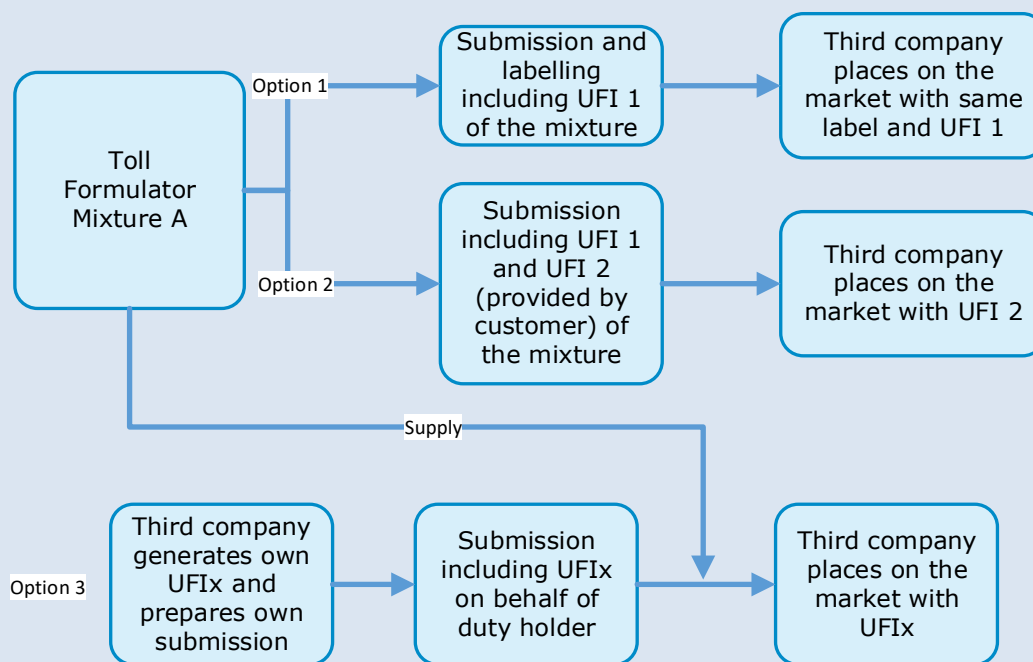 Toll
Formulator
Mixture A
Option 1
Submission and
labelling
including UFI 1
of the mixture
Third company
places on the
market with same
label and UFI 1
Option 2
Submission
including UFI 1
and UFI 2
(provided by
customer) of
the mixture
Third company
places on the
market with UFI 2
Supply
Option 3
Third company
generates own
UFIx and
prepares own
submission
Submission
including UFIx
on behalf of
duty holder
Third company
places on the
market with
UFIx